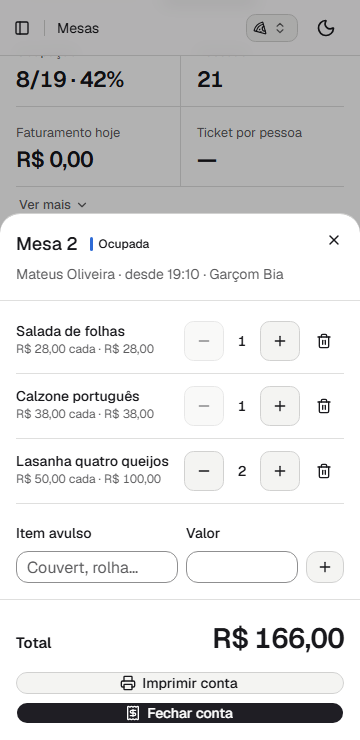 Mesas
8/19 · 42%
21
Faturamento hoje
Ticket por pessoa
R$ 0,00
—
Ver mais
Mesa 2
Ocupada
Mateus Oliveira · desde 19:10 · Garçom Bia
Salada de folhas
R$ 28,00 cada · R$ 28,00
1
Calzone português
R$ 38,00 cada · R$ 38,00
1
Lasanha quatro queijos
R$ 50,00 cada · R$ 100,00
2
Item avulso
Valor
Couvert, rolha...
Total
R$ 166,00
Imprimir conta
Fechar conta